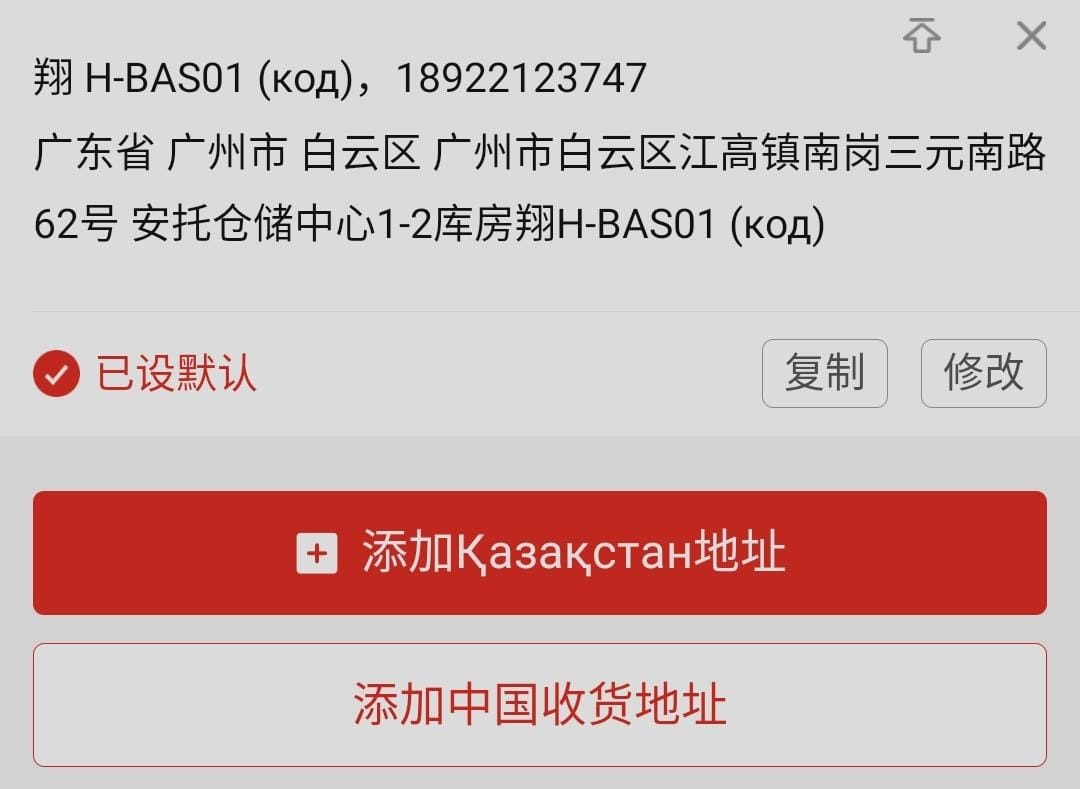 翔 H-BAS01 (код)，18922123747
广东省 广州市 白云区 广州市白云区江高镇南岗三元南路
62号 安托仓储中心1-2库房翔H-BAS01 (код)
已设默认
复制
修改
添加Қазақстан地址
添加中国收货地址